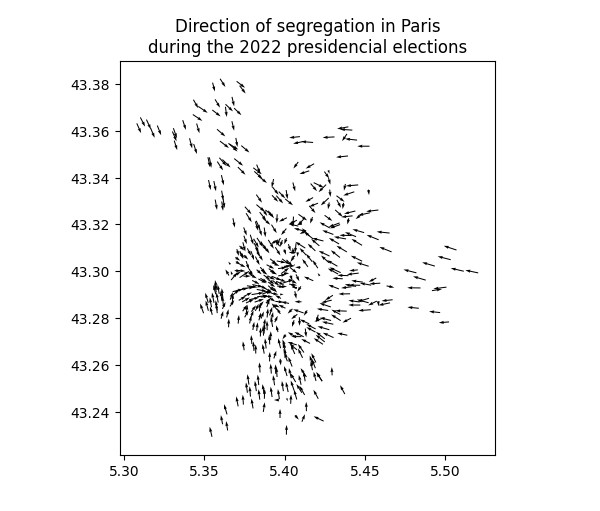 Direction of segregation in Paris
during the 2022 presidencial elections
43.38
43.36
43.34
43.32
43.30
43.28
43.26
43.24
5.30 5.35 5.40 5.45 5.50